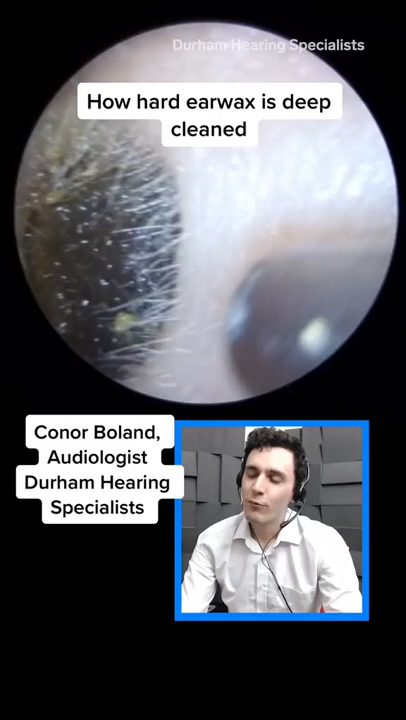 Durham Hearing Specialists
How hard earwax is deep
cleaned
Conor Boland,
Audiologist
Durham Hearing
Specialists